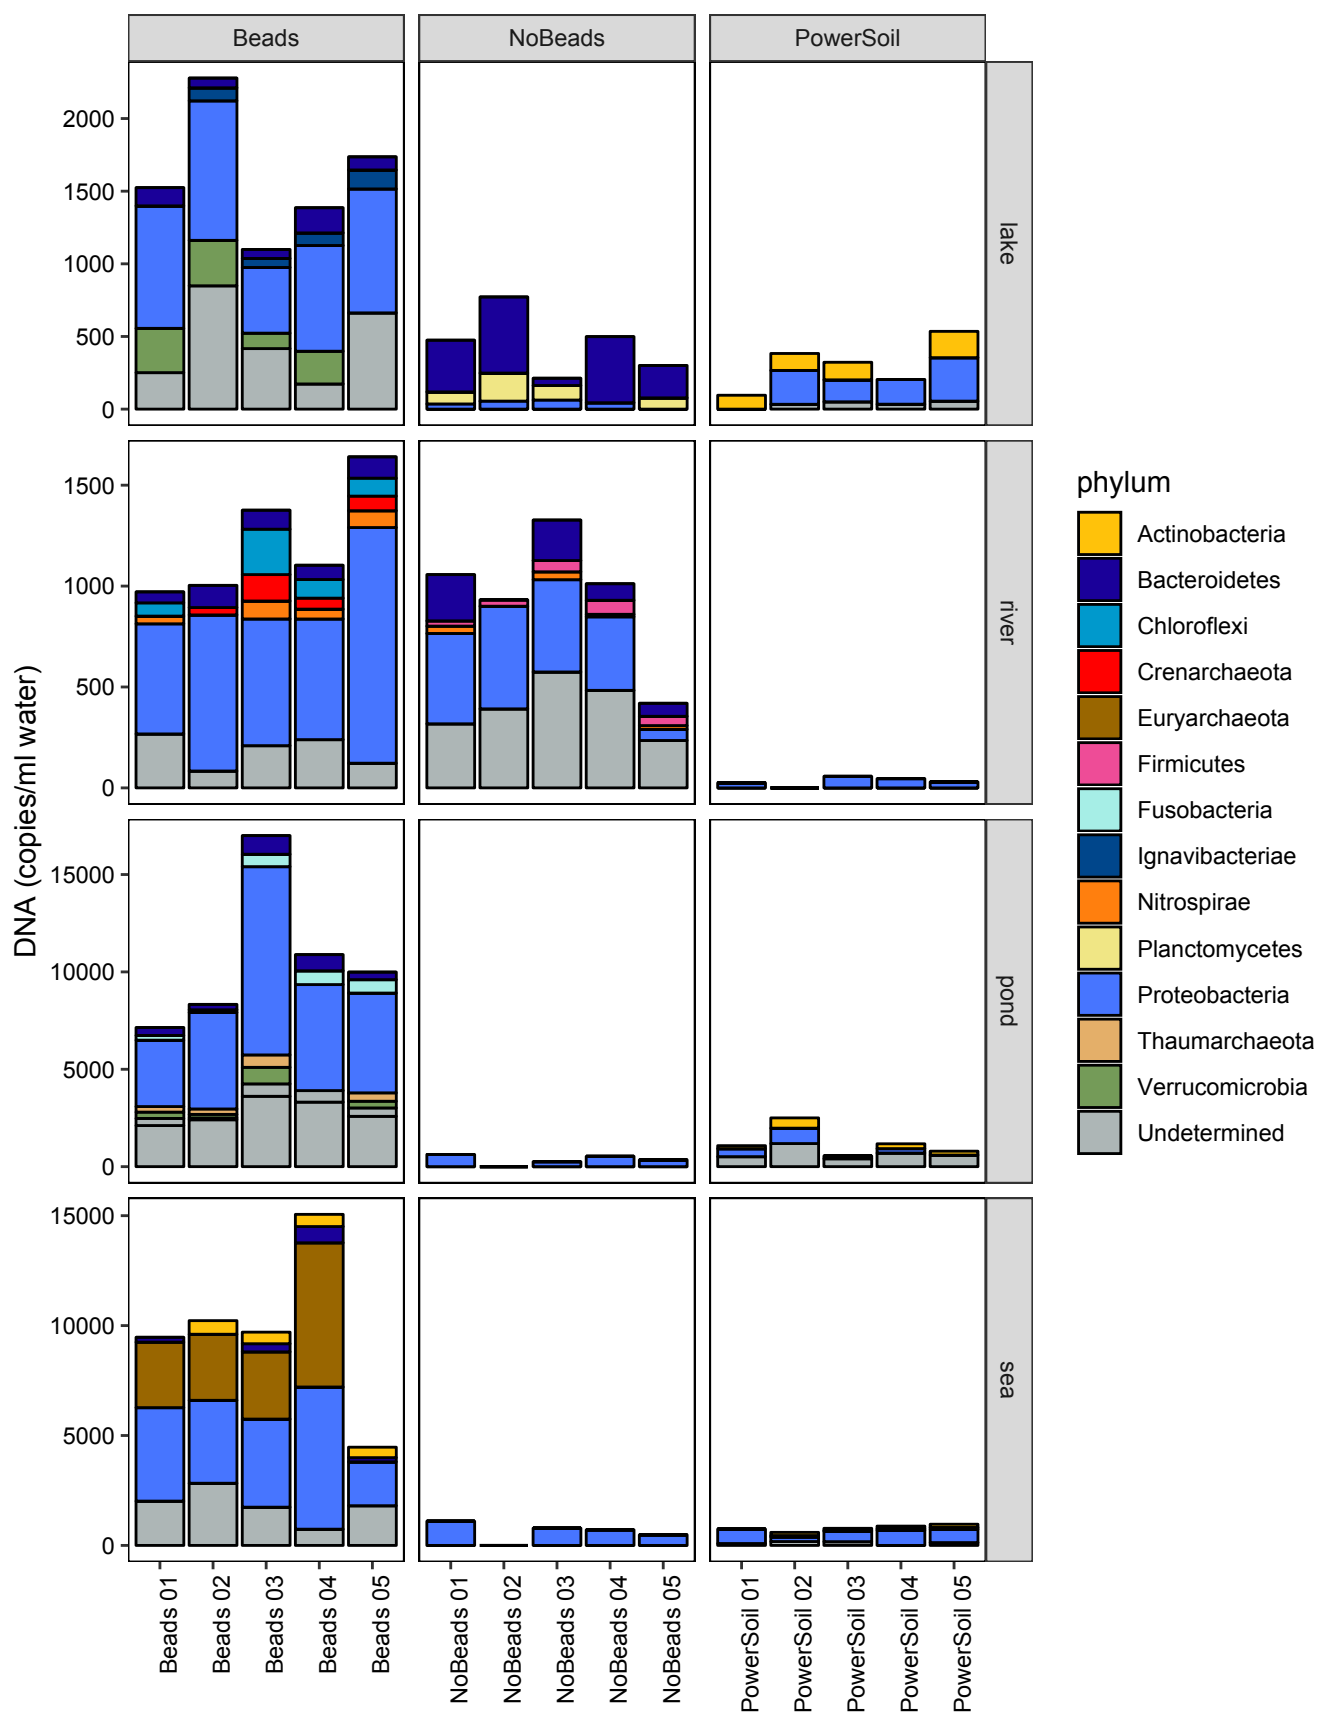 Beads
NoBeads
PowerSoil
2000
1500
1000
500
0
lake
1500
1000
500
0
river
15000
10000
5000
0
pond
15000
10000
5000
0
sea
DNA (copies/ml water)
Beads 01
Beads 02
Beads 03
Beads 04
Beads 05
NoBeads 01
NoBeads 02
NoBeads 03
NoBeads 04
NoBeads 05
PowerSoil 01
PowerSoil 02
PowerSoil 03
PowerSoil 04
PowerSoil 05
phylum
Actinobacteria
Bacteroidetes
Chloroflexi
Crenarchaeota
Euryarchaeota
Firmicutes
Fusobacteria
Ignavibacteriae
Nitrospirae
Planctomycetes
Proteobacteria
Thaumarchaeota
Verrucomicrobia
Undetermined